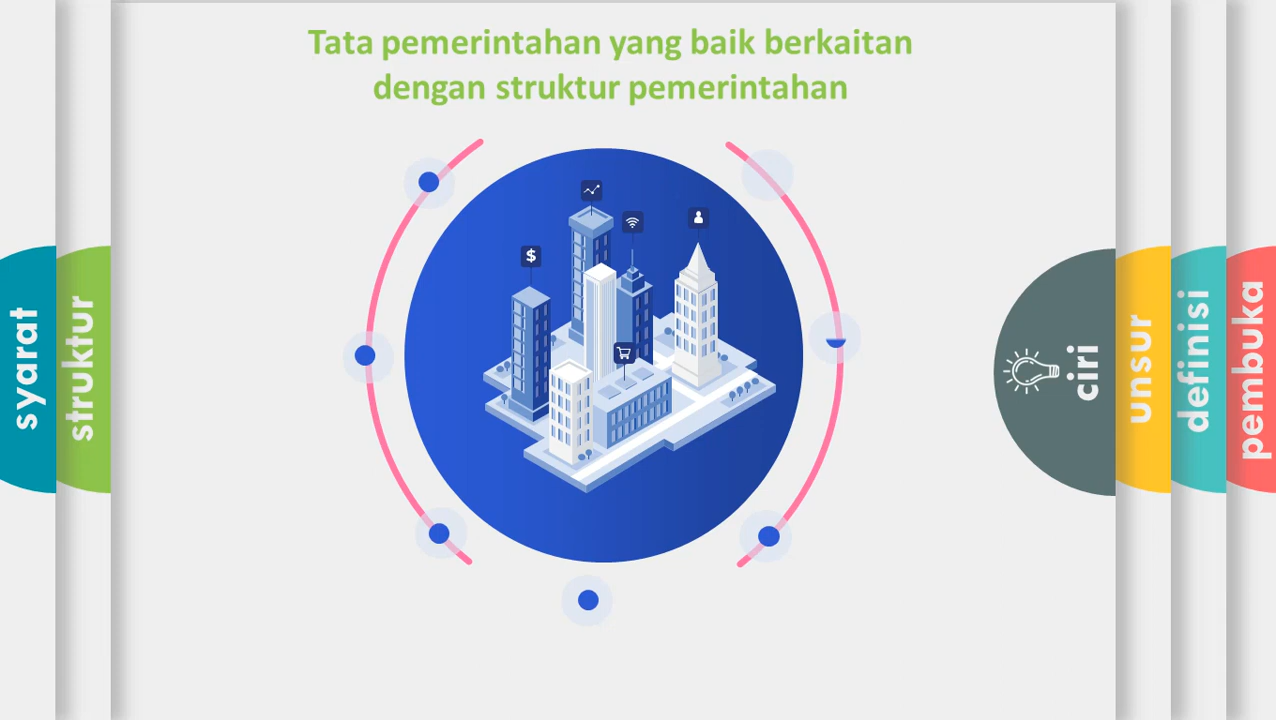 Tata pemerintahan yang baik berkaitan
dengan struktur pemerintahan
syarat
struktur
$
ciri
unsur
definisi
pembuka